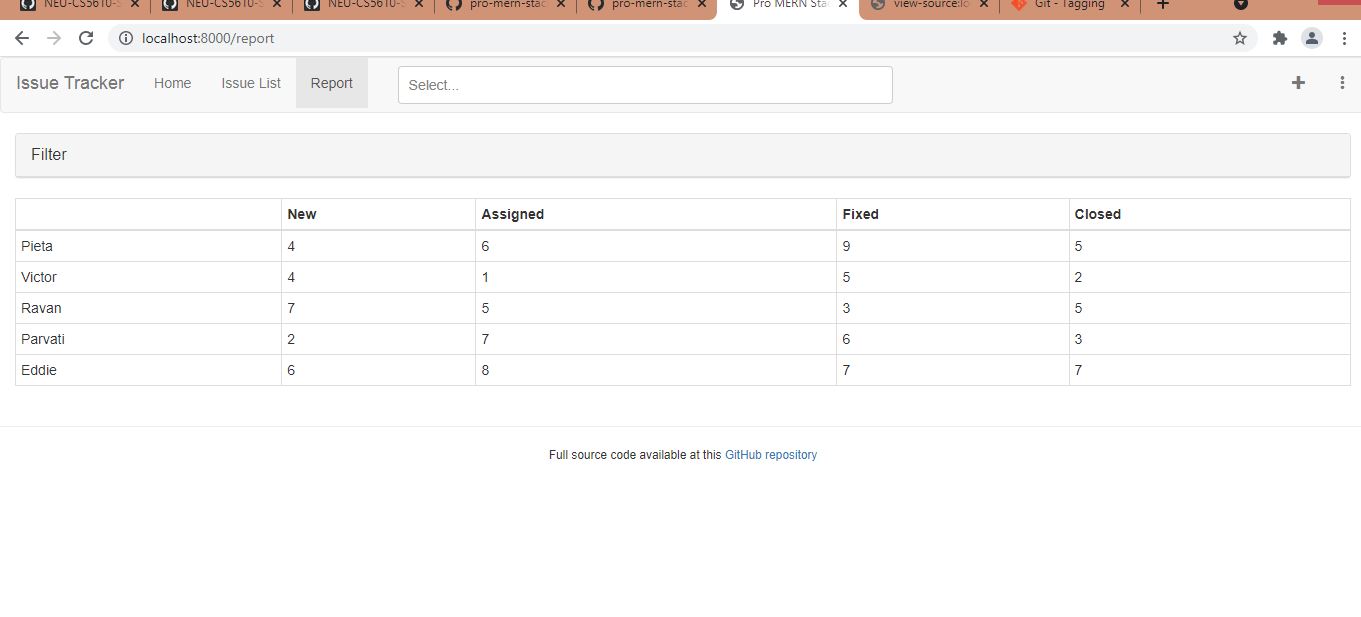 NEU-CS5610-S NEU-CS5610-S NEU-CS5610-S pro-mern-stac pro-mern-stac Pro MERN Stac view-source:lo Git - Tagging
localhost:8000/report
Issue Tracker Home Issue List Report Select...
Filter
New Assigned Fixed Closed
Pieta 4 6 9 5
Victor 4 1 5 2
Ravan 7 5 3 5
Parvati 2 7 6 3
Eddie 6 8 7 7
Full source code available at this GitHub repository